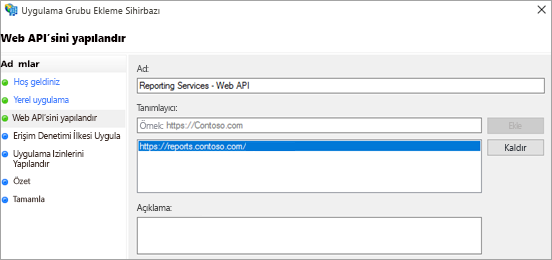 Uygulama Grubu Ekleme Sihirbazı
Web API'sini yapılandır
Ad mlar
Hoş geldiniz
Yerel uygulama
Web API'sini yapılandır
Erişim Denetimi İlkesi Uygula
Uygulama İzinlerini
Yapılandır
Özet
Tamamla
Ad:
Reporting Services - Web API
Tanımlayıcı:
Örnek: https://Contoso.com
Ekle
https://reports.contoso.com/
Kaldır
Açıklama: